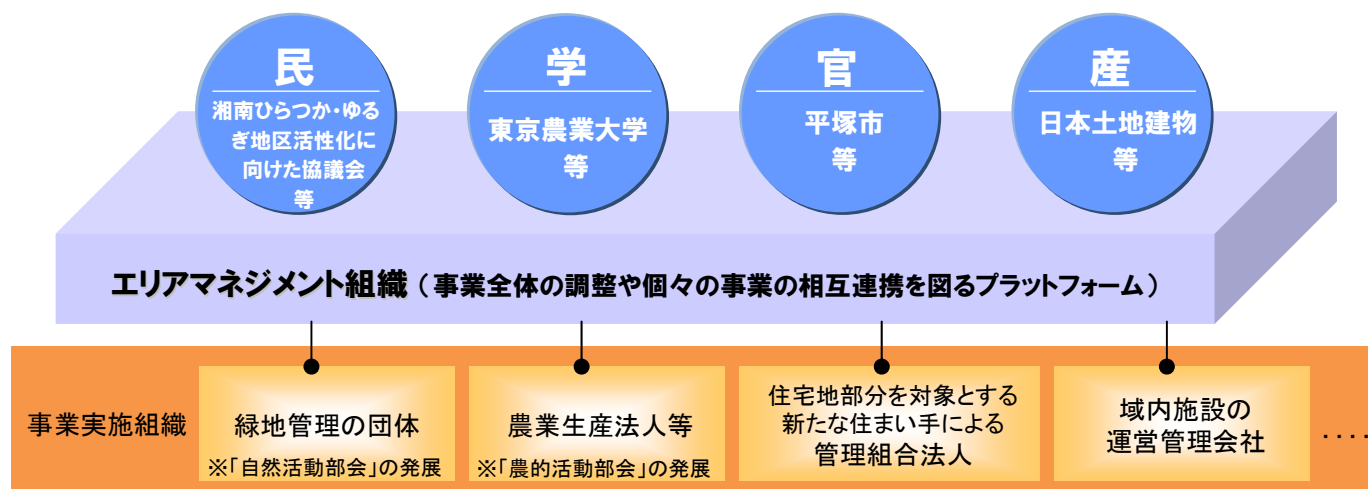 民
湘南ひらつか・ゆる
ぎ地区活性化に
向けた協議会
等
学
東京農業大学
等
官
平塚市
等
産
日本土地建物
等
エリアマネジメント組織（事業全体の調整や個々の事業の相互連携を図るプラットフォーム）
事業実施組織
緑地管理の団体
※「自然活動部会」の発展
農業生産法人等
※「農的活動部会」の発展
住宅地部分を対象とする
新たな住まい手による
管理組合法人
域内施設の
運営管理会社
....